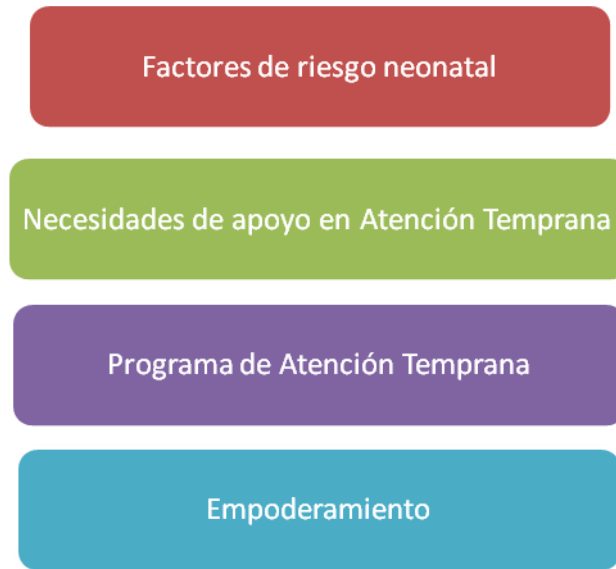 Factores de riesgo neonatal
Necesidades de apoyo en Atención Temprana
Programa de Atención Temprana
Empoderamiento